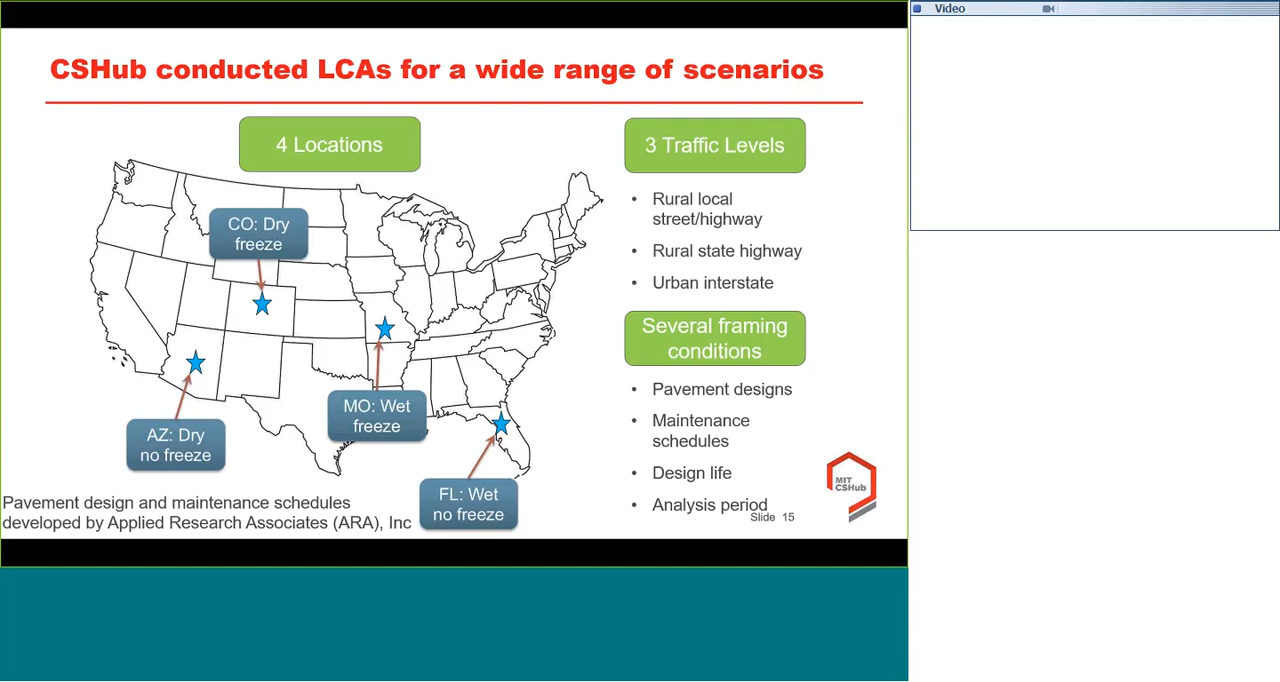 Video
CSHub conducted LCAs for a wide range of scenarios
4 Locations
CO: Dry
freeze
AZ: Dry
no freeze
MO: Wet
freeze
FL: Wet
no freeze
Pavement design and maintenance schedules
developed by Applied Research Associates (ARA), Inc
3 Traffic Levels
• Rural local
street/highway
• Rural state highway
• Urban interstate
Several framing
conditions
• Pavement designs
• Maintenance
schedules
• Design life
• Analysis period
Slide 15
MIT
CSHub